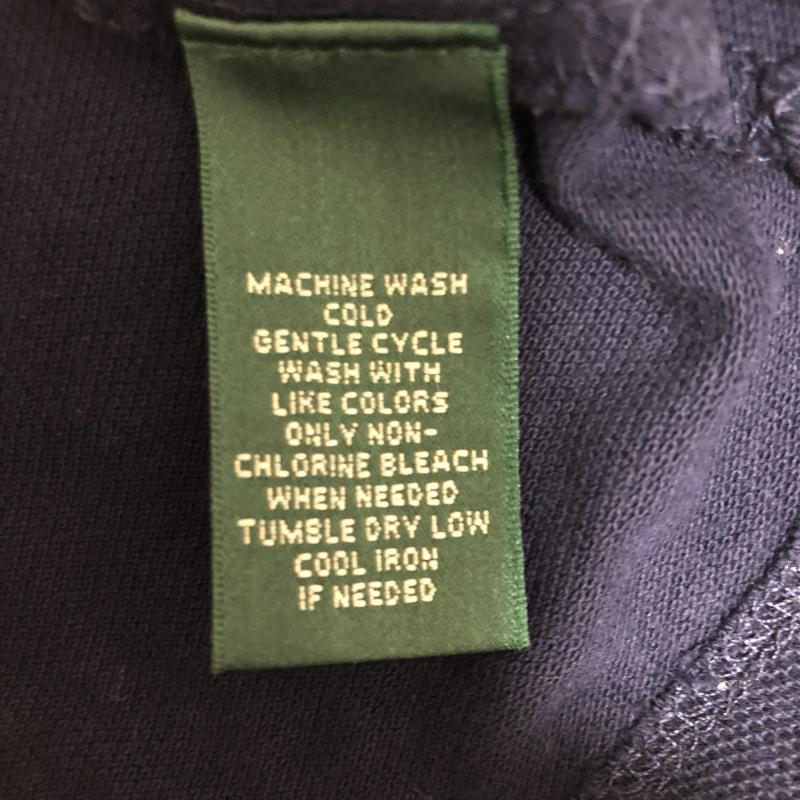 MACHINE WASH
COLD
GENTLE CYCLE
WASH WITH
LIKE COLORS
ONLY NON-
CHLORINE BLEACH
WHEN NEEDED
TUMBLE DRY LOW
COOL IRON
IF NEEDED